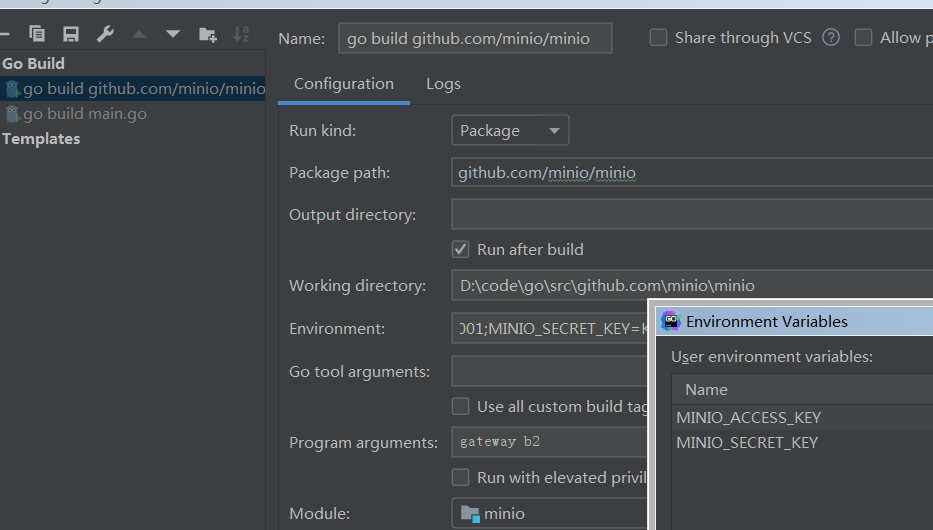 Name: go build github.com/minio/minio Share through VCS ? Allow p
Go Build
go build github.com/minio/minio
go build main.go
Templates
Configuration Logs
Run kind: Package
Package path: github.com/minio/minio
Output directory:
Run after build
Working directory: D:\code\go\src\github.com\minio\minio
Environment: 001;MINIO_SECRET_KEY=K
Go tool arguments:
Use all custom build tag
Program arguments: gateway b2
Run with elevated privil
Module: minio
GO Environment Variables
User environment variables:
Name
MINIO_ACCESS_KEY
MINIO_SECRET_KEY